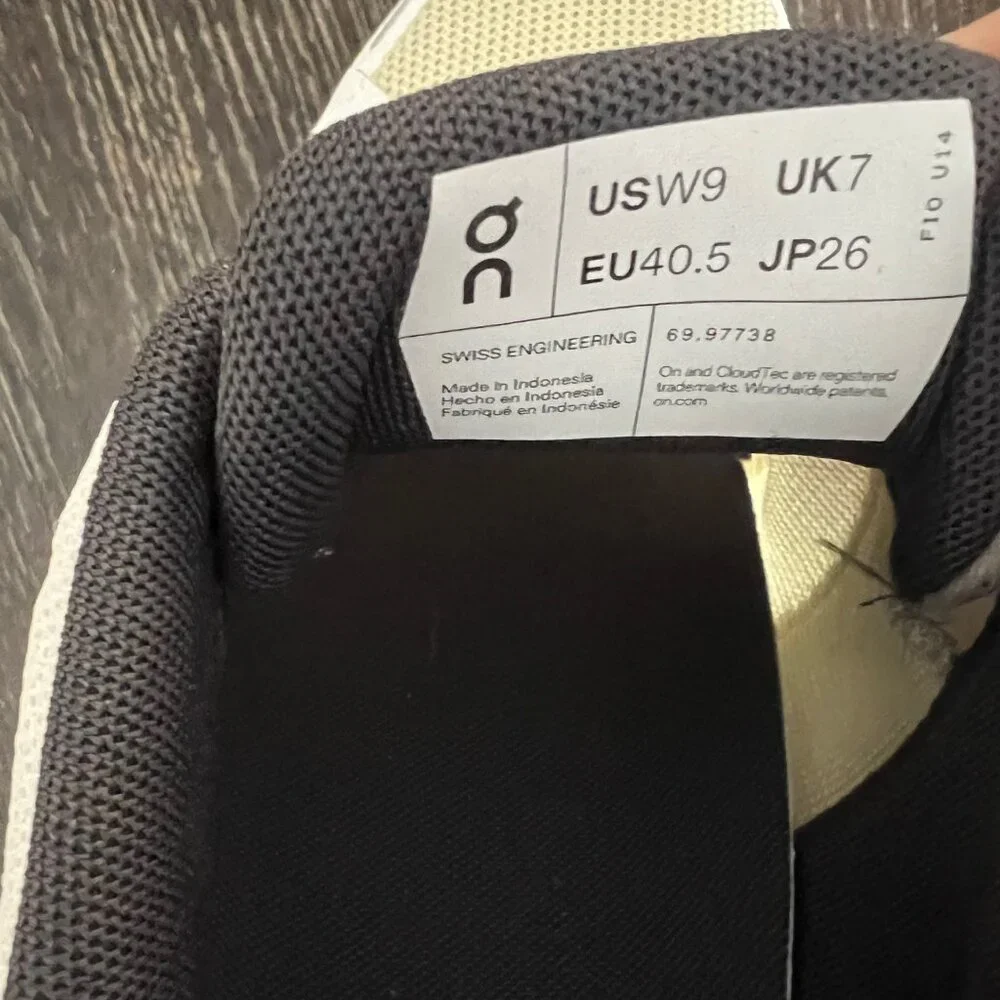 On
USW9 UK7
EU40.5 JP26
F10 U14
SWISS ENGINEERING
Made In Indonesia
Hecho en Indonesia
Fabriqué en Indonésie
69.97738
On and CloudTec are registered
trademarks. Worldwide patents.
on.com